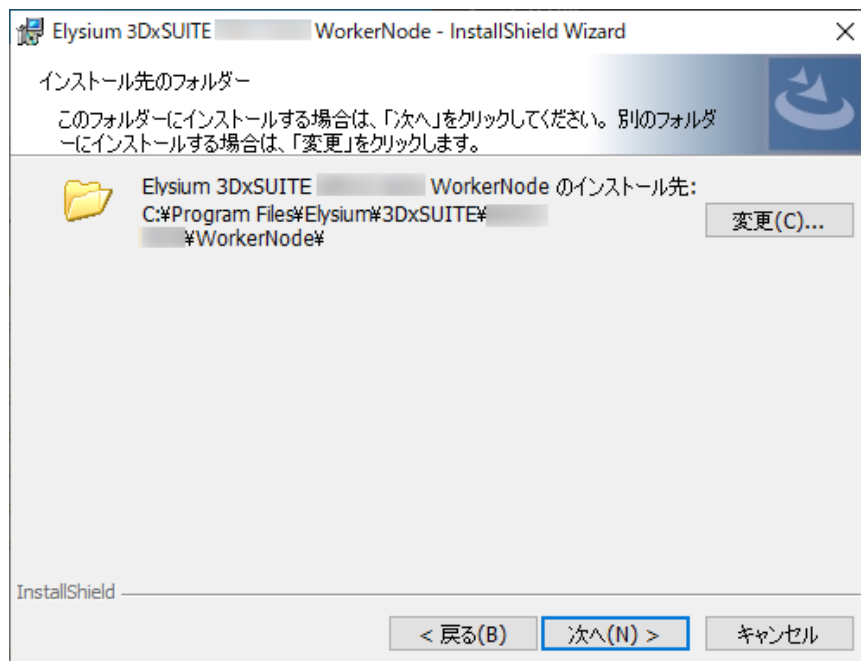 Elysium 3DxSUITE WorkerNode - InstallShield Wizard
インストール先のフォルダー
このフォルダーにインストールする場合は、「次へ」をクリックしてください。別のフォルダ
ーにインストールする場合は、「変更」をクリックします。
Elysium 3DxSUITE WorkerNode のインストール先:
C:¥Program Files¥Elysium¥3DxSUITE¥
¥WorkerNode¥
変更(C)...
InstallShield
< 戻る(B)
次へ(N) >
キャンセル